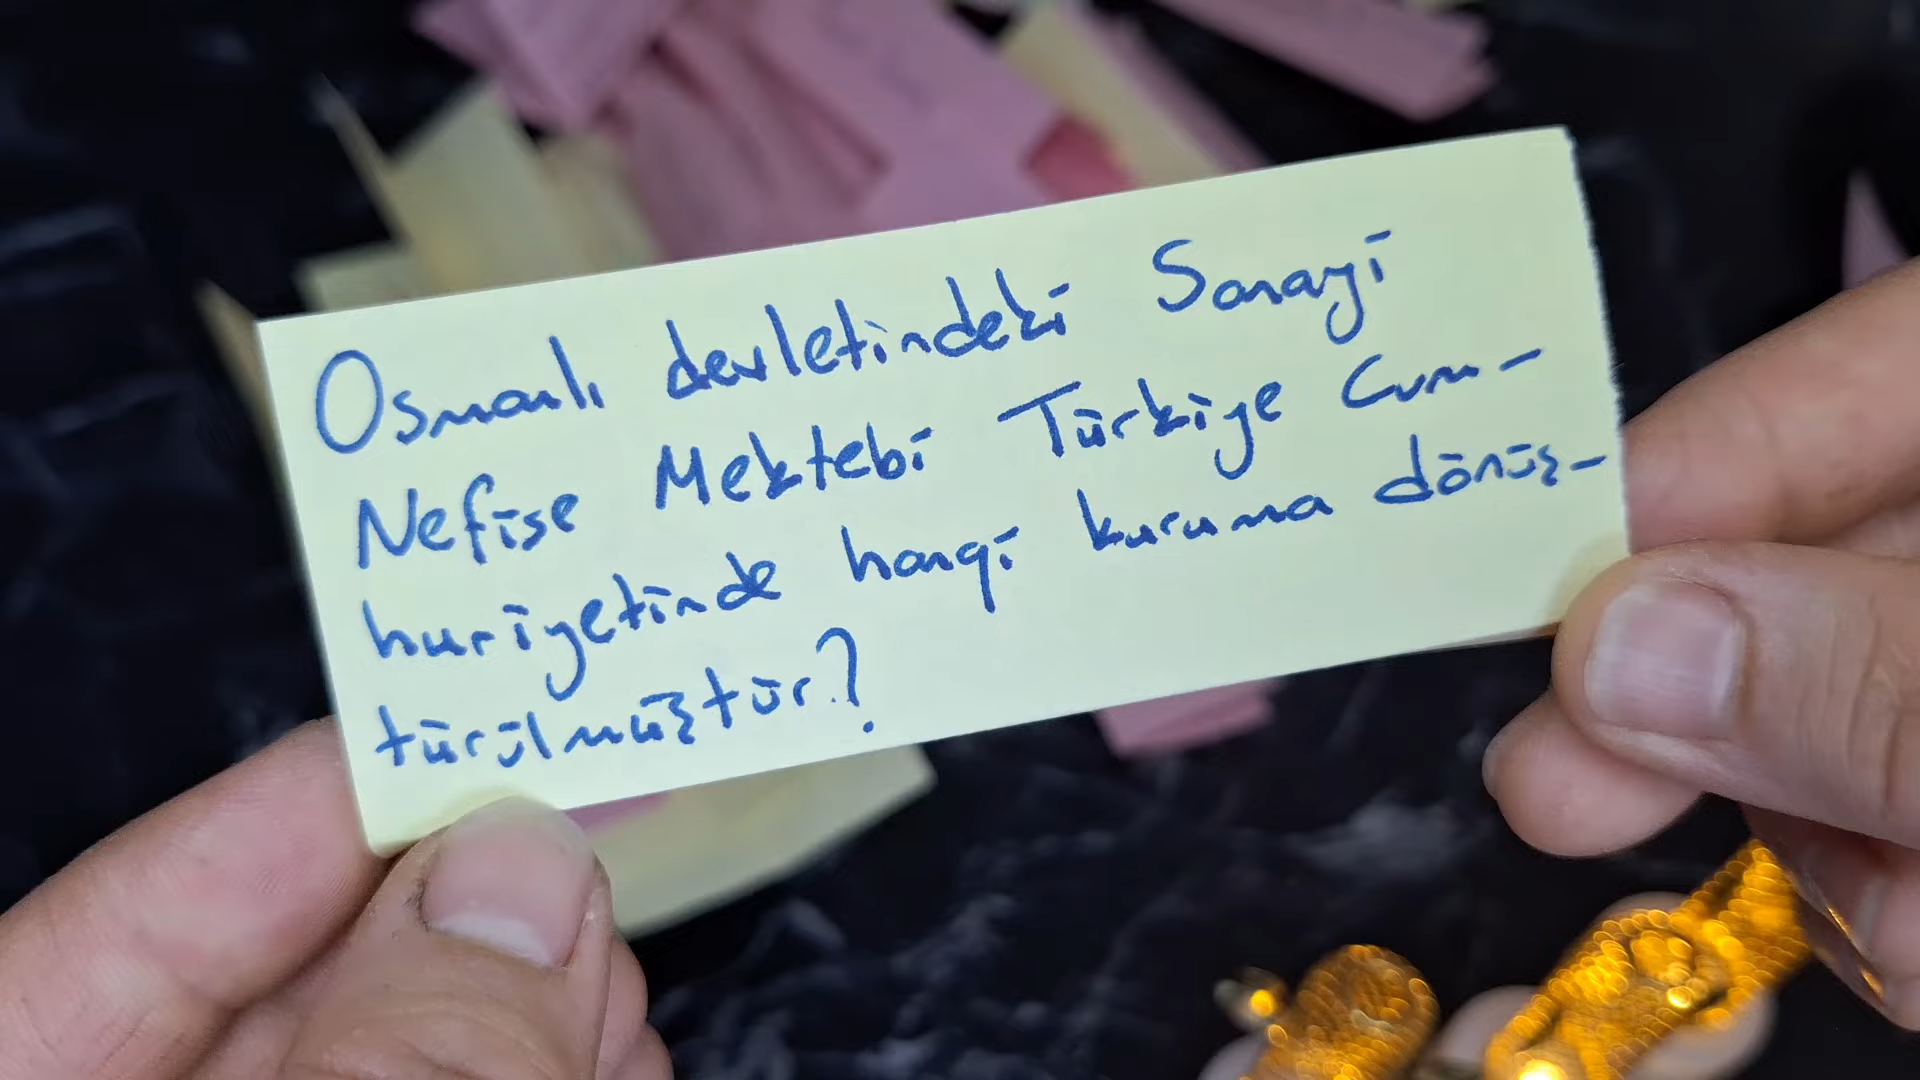 Osmanlı devletindeki Sanayi
Nefise Mektebi Türkiye Cum-
huriyetinde hangi kuruma dönüş-
türülmüştür?